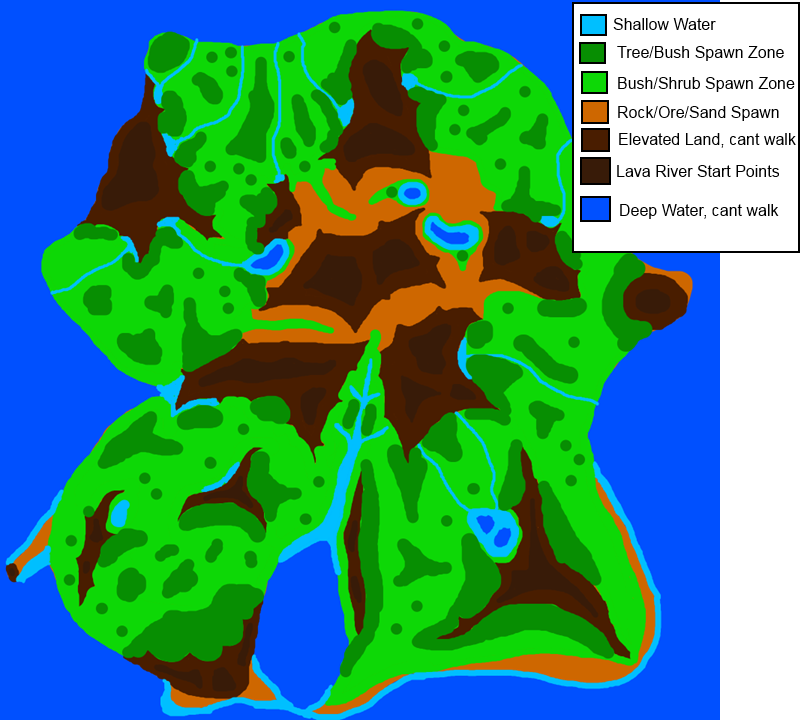 Shallow Water
Tree/Bush Spawn Zone
Bush/Shrub Spawn Zone
Rock/Ore/Sand Spawn
Elevated Land, cant walk
Lava River Start Points
Deep Water, cant walk